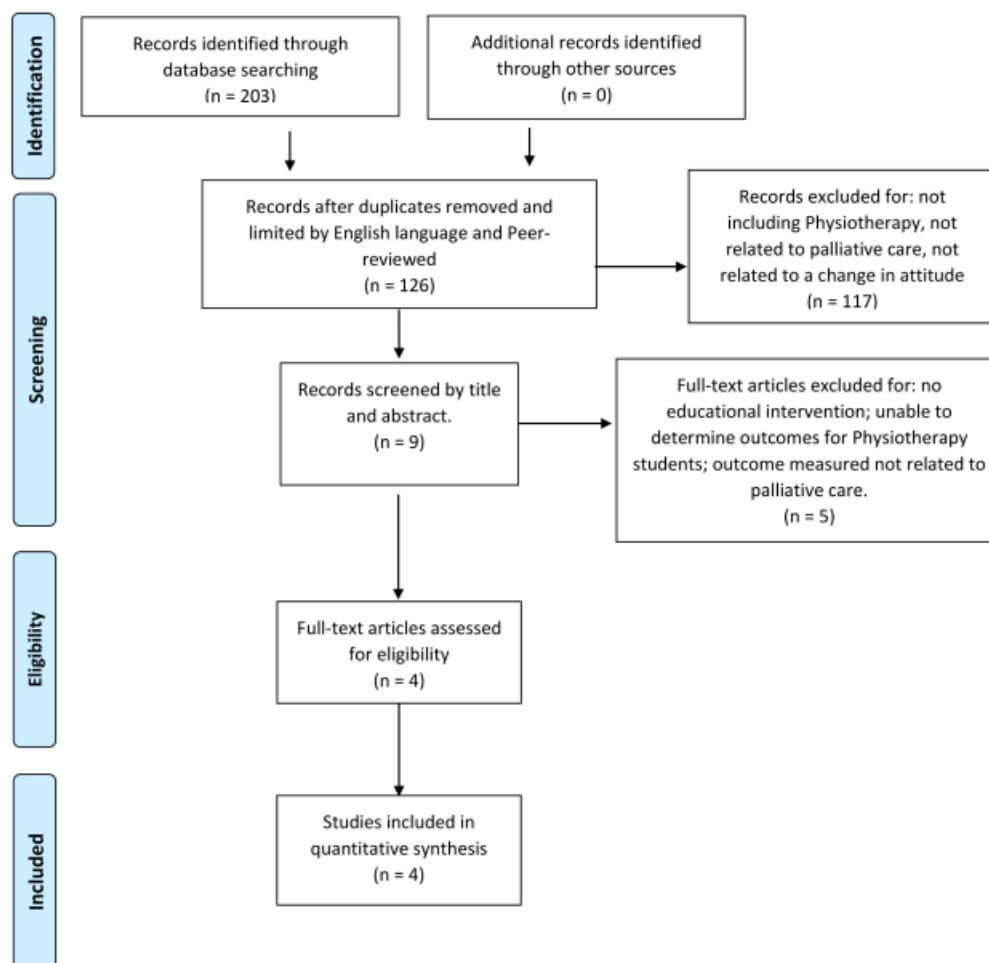 Identification
Records identified through
database searching
(n = 203)
Additional records identified
through other sources
(n = 0)
Screening
Records after duplicates removed and
limited by English language and Peer-
reviewed
(n = 126)
Records excluded for: not
including Physiotherapy, not
related to palliative care, not
related to a change in attitude
(n = 117)
Records screened by title
and abstract.
(n = 9)
Full-text articles excluded for: no
educational intervention; unable to
determine outcomes for Physiotherapy
students; outcome measured not related to
palliative care.
(n = 5)
Eligibility
Full-text articles assessed
for eligibility
(n = 4)
Included
Studies included in
quantitative synthesis
(n = 4)